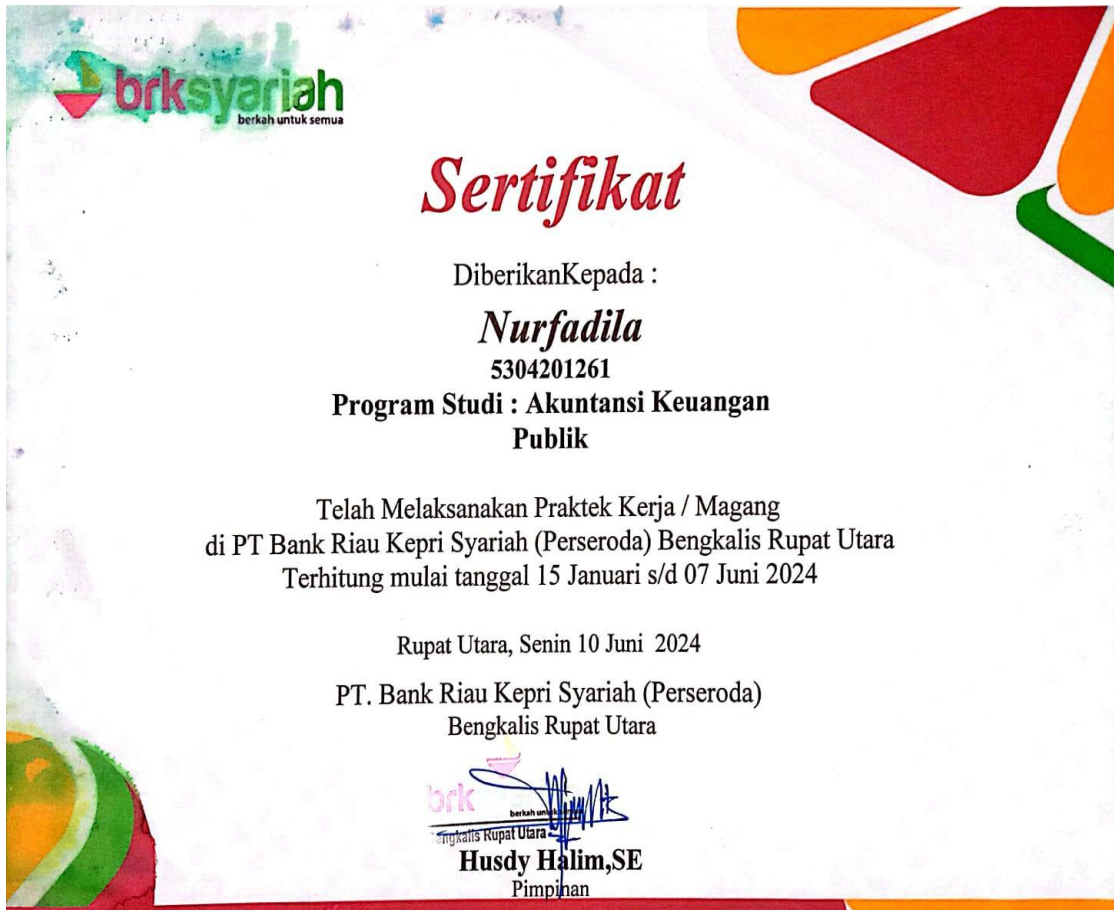 brksyariah
berkah untuk semua
Sertifikat
DiberikanKepada :
Nurfadila
5304201261
Program Studi : Akuntansi Keuangan
Publik
Telah Melaksanakan Praktek Kerja / Magang
di PT Bank Riau Kepri Syariah (Perseroda) Bengkalis Rupat Utara
Terhitung mulai tanggal 15 Januari s/d 07 Juni 2024
Rupat Utara, Senin 10 Juni 2024
PT. Bank Riau Kepri Syariah (Perseroda)
Bengkalis Rupat Utara
brk
berkah
Rupat Utara
Husdy Halim,SE
Pimpinan